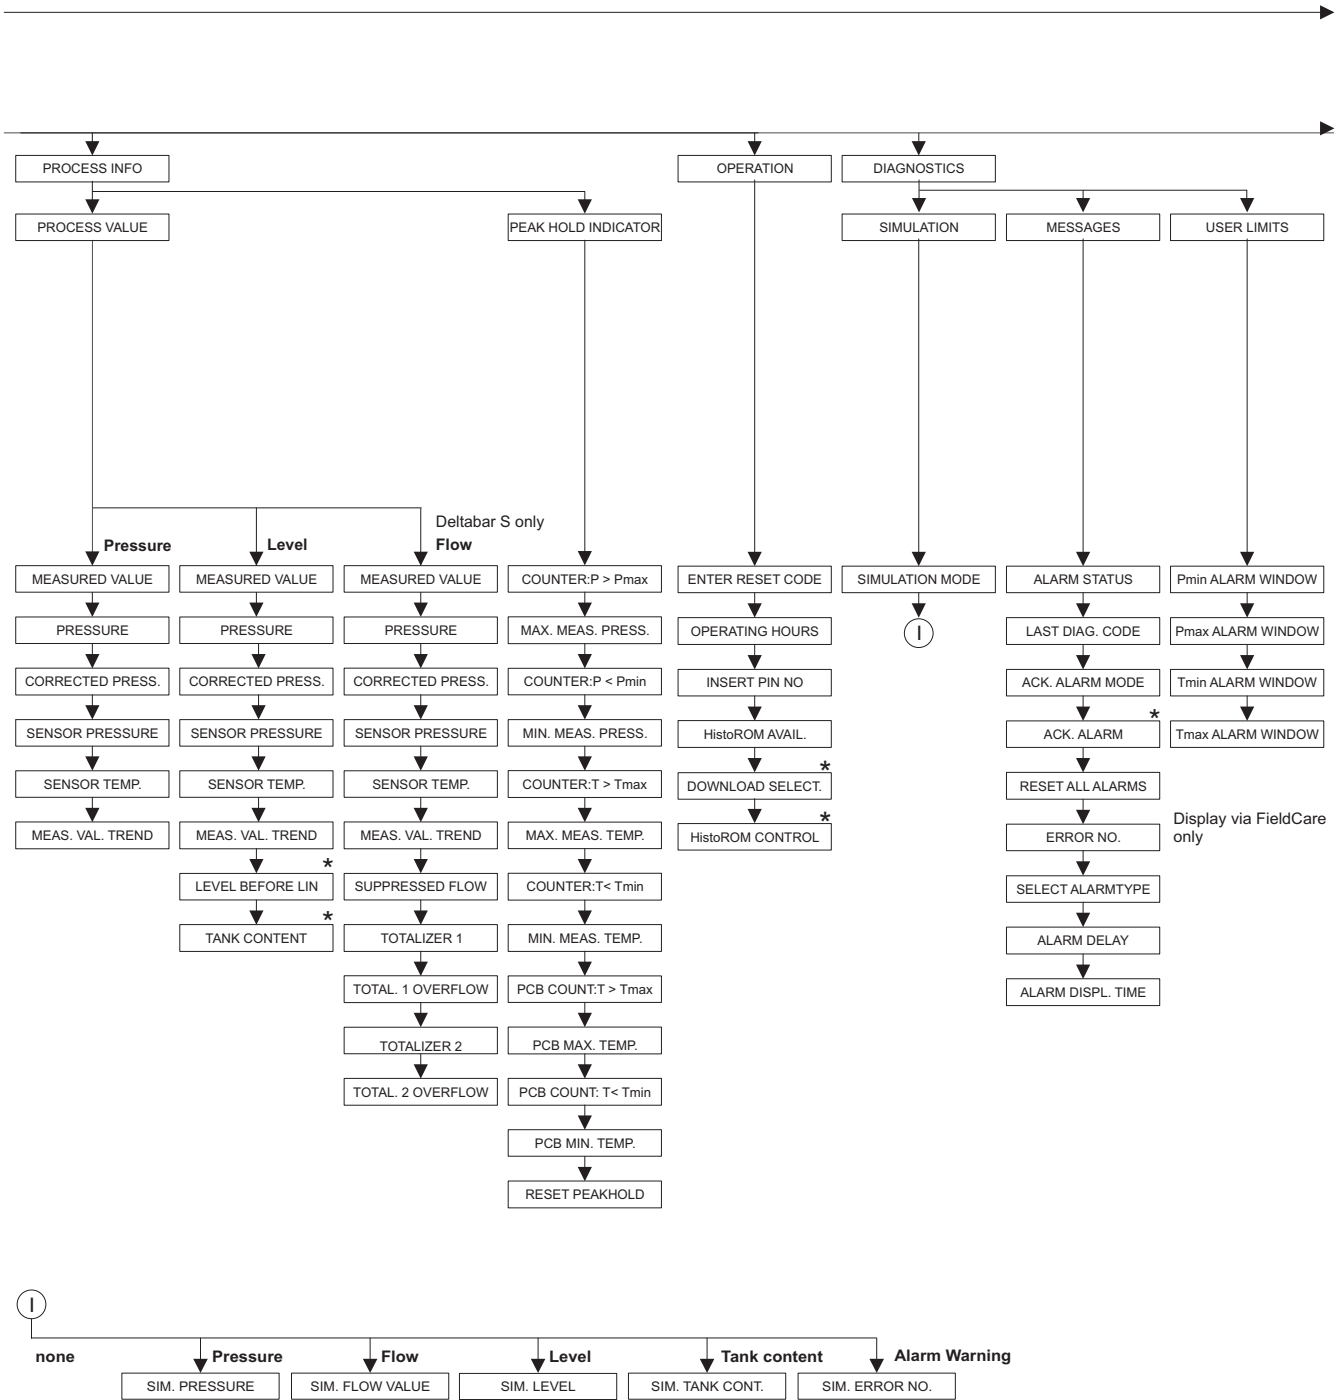 PROCESS INFO
OPERATION
DIAGNOSTICS
PROCESS VALUE
PEAK HOLD INDICATOR
SIMULATION
MESSAGES
USER LIMITS
Deltabar S only
Pressure
Level
Flow
MEASURED VALUE
MEASURED VALUE
MEASURED VALUE
COUNTER:P > Pmax
ENTER RESET CODE
SIMULATION MODE
ALARM STATUS
Pmin ALARM WINDOW
PRESSURE
PRESSURE
PRESSURE
MAX. MEAS. PRESS.
OPERATING HOURS
I
LAST DIAG. CODE
Pmax ALARM WINDOW
CORRECTED PRESS.
CORRECTED PRESS.
CORRECTED PRESS.
COUNTER:P < Pmin
INSERT PIN NO
ACK. ALARM MODE
Tmin ALARM WINDOW
*
SENSOR PRESSURE
SENSOR PRESSURE
SENSOR PRESSURE
MIN. MEAS. PRESS.
HistoROM AVAIL.
ACK. ALARM
Tmax ALARM WINDOW
*
SENSOR TEMP.
SENSOR TEMP.
SENSOR TEMP.
COUNTER:T > Tmax
DOWNLOAD SELECT.
RESET ALL ALARMS
*
MEAS. VAL. TREND
MEAS. VAL. TREND
MEAS. VAL. TREND
MAX. MEAS. TEMP.
HistoROM CONTROL
ERROR NO.
Display via FieldCare
only
*
LEVEL BEFORE LIN
SUPPRESSED FLOW
COUNTER:T< Tmin
SELECT ALARMTYPE
*
TANK CONTENT
TOTALIZER 1
MIN. MEAS. TEMP.
ALARM DELAY
TOTAL. 1 OVERFLOW
PCB COUNT:T > Tmax
ALARM DISPL. TIME
TOTALIZER 2
PCB MAX. TEMP.
TOTAL. 2 OVERFLOW
PCB COUNT: T< Tmin
PCB MIN. TEMP.
RESET PEAKHOLD
I
none
Pressure
Flow
Level
Tank content
Alarm Warning
SIM. PRESSURE
SIM. FLOW VALUE
SIM. LEVEL
SIM. TANK CONT.
SIM. ERROR NO.